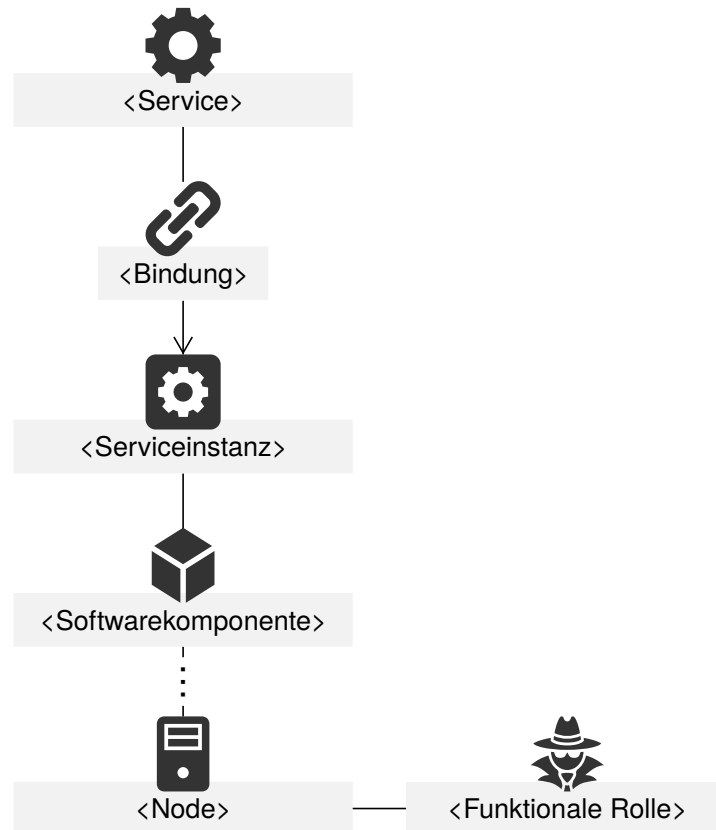 <Service>
<Bindung>
<Serviceinstanz>
<Softwarekomponente>
<Node>
<Funktionale Rolle>